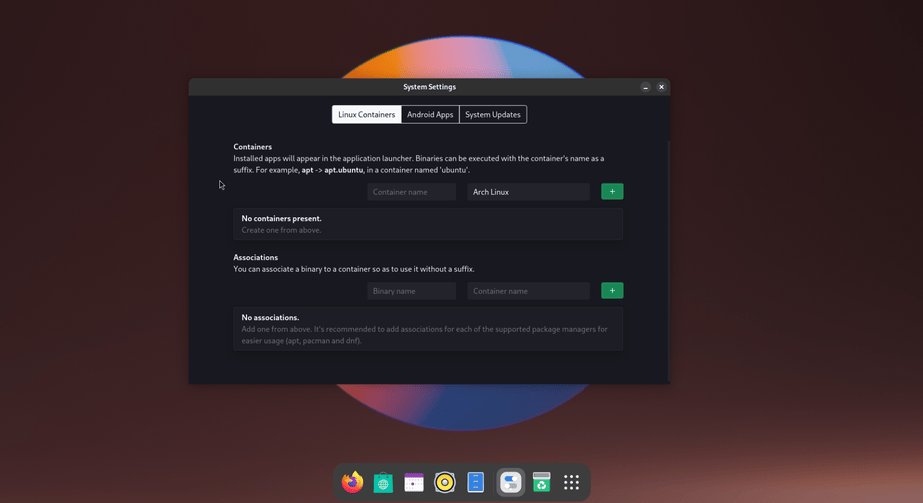 System Settings
Linux Containers
Android Apps
System Updates
Containers
Installed apps will appear in the application launcher. Binaries can be executed with the container's name as a
suffix. For example, apt -> apt.ubuntu, in a container named 'ubuntu'.
Container name
Arch Linux
+
No containers present.
Create one from above.
Associations
You can associate a binary to a container so as to use it without a suffix.
Binary name
Container name
+
No associations.
Add one from above. It's recommended to add associations for each of the supported package managers for
easier usage (apt, pacman and dnf).